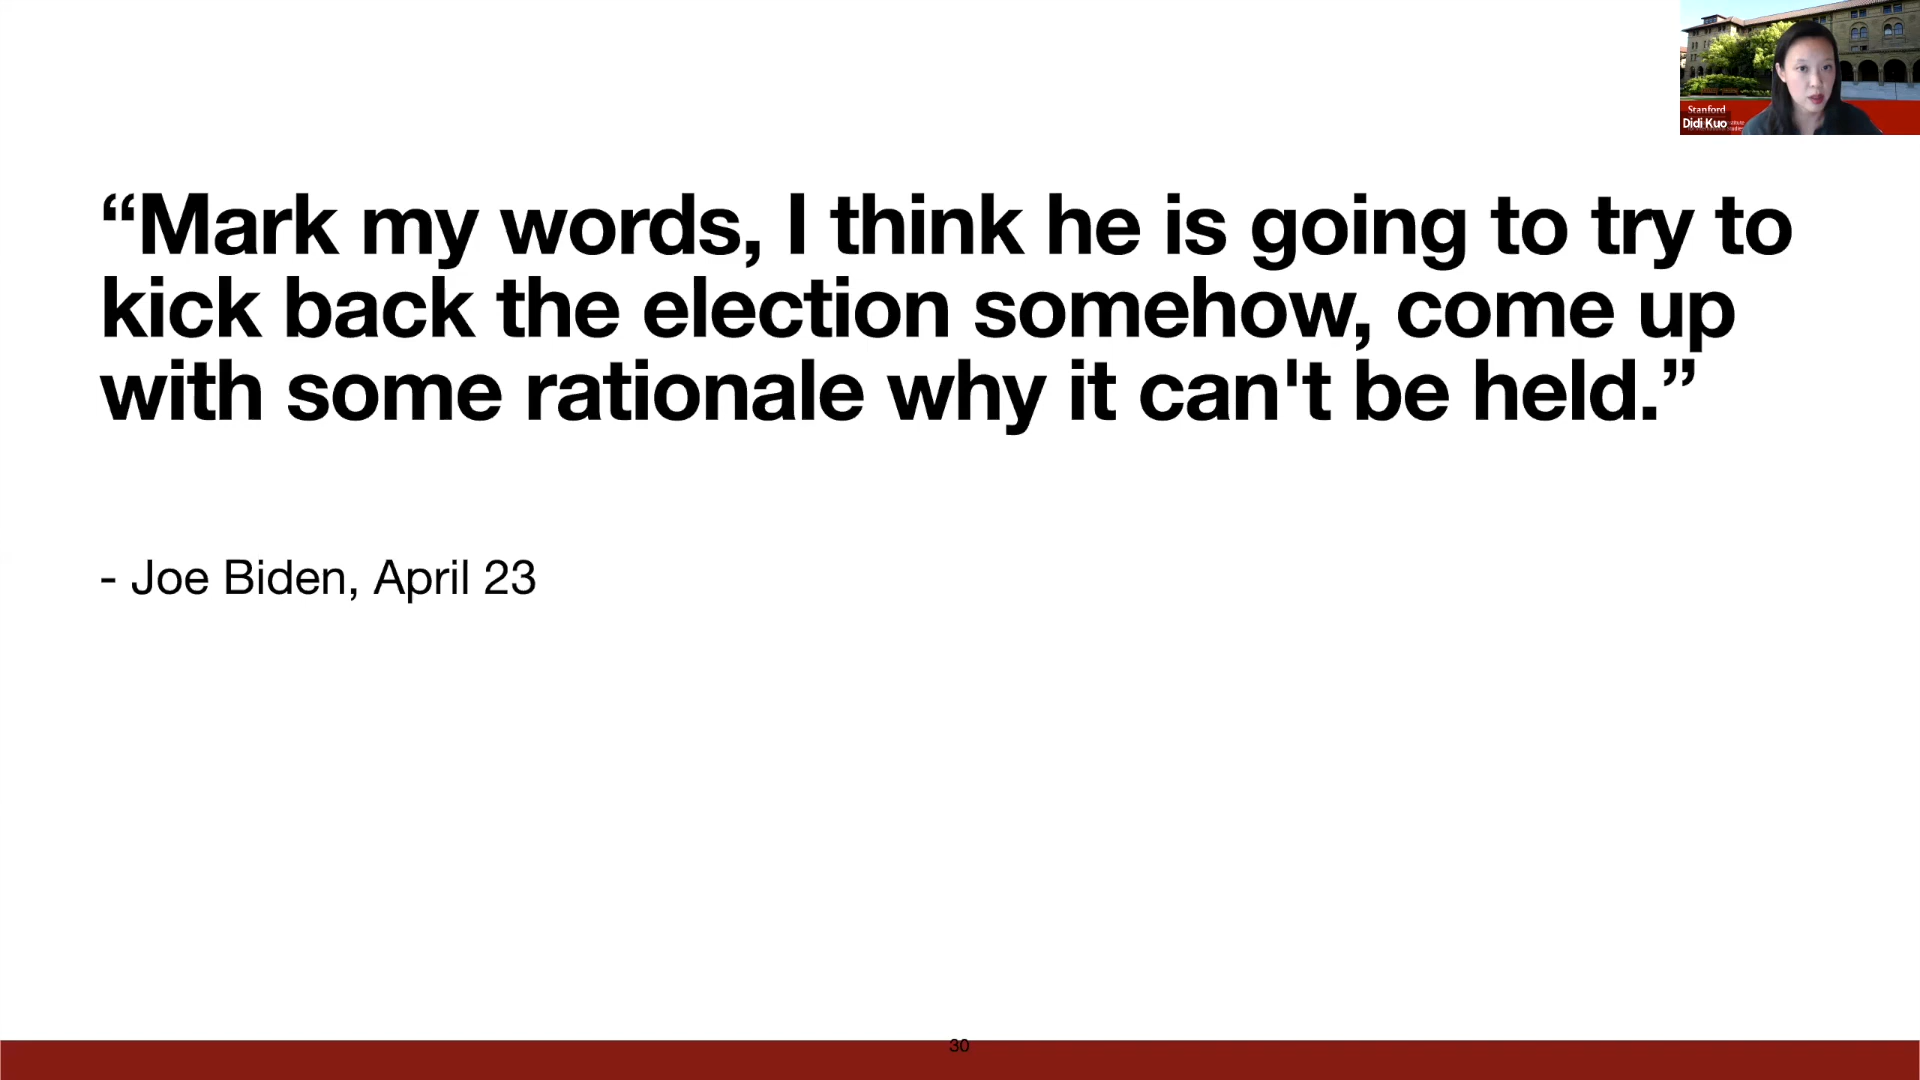 Stanford
Didi Kuo
“Mark my words, I think he is going to try to
kick back the election somehow, come up
with some rationale why it can't be held.”
- Joe Biden, April 23
30